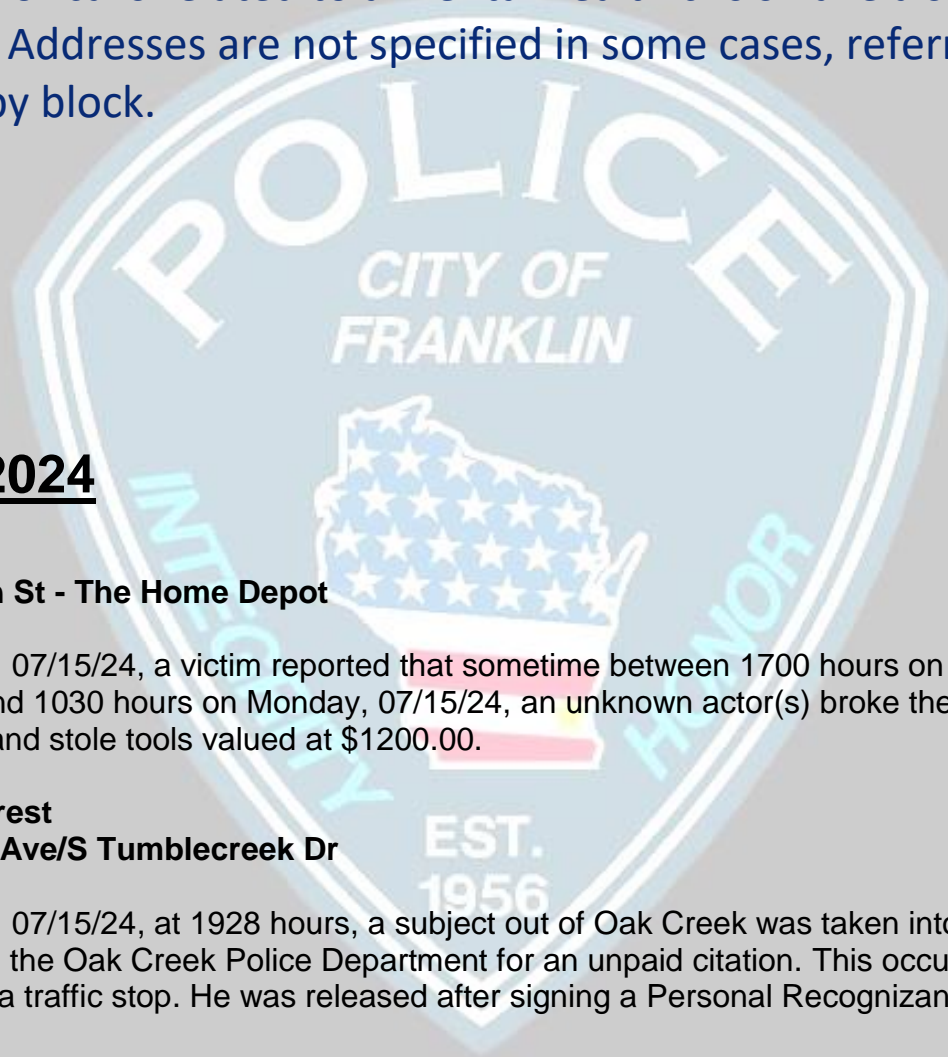 Addresses are not specified in some cases, referr
by block.
POLICE
CITY OF
FRANKLIN
2024
INTEGRITY
HONOR
St - The Home Depot
07/15/24, a victim reported that sometime between 1700 hours on
nd 1030 hours on Monday, 07/15/24, an unknown actor(s) broke the
and stole tools valued at $1200.00.
rest
Ave/S Tumblecreek Dr
EST.
1956
07/15/24, at 1928 hours, a subject out of Oak Creek was taken into
the Oak Creek Police Department for an unpaid citation. This occu
a traffic stop. He was released after signing a Personal Recognizan